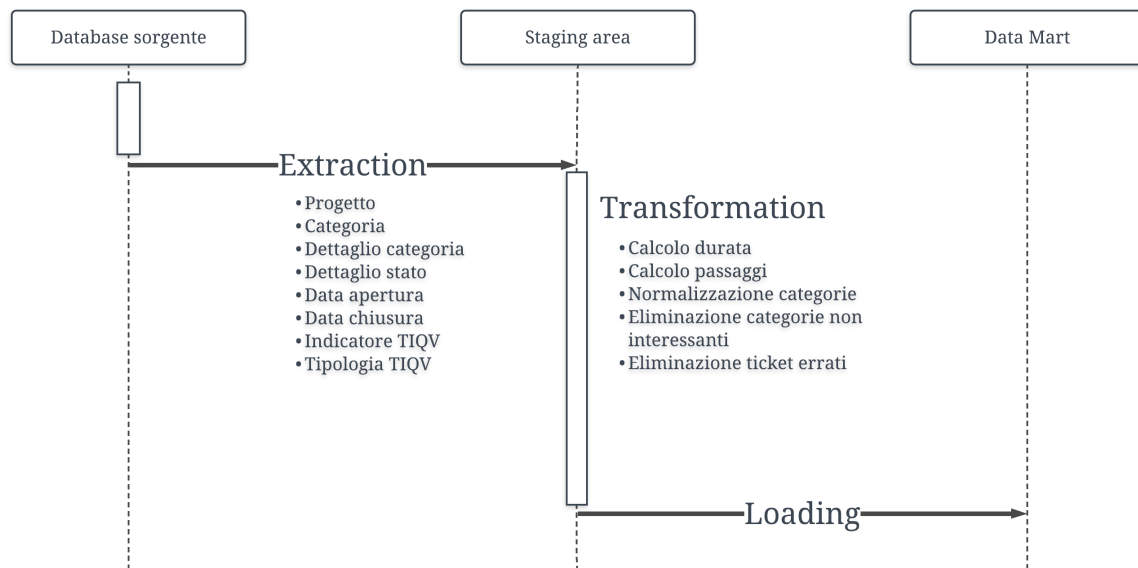 Database sorgente
Staging area
Data Mart
Extraction
• Progetto
• Categoria
• Dettaglio categoria
• Dettaglio stato
• Data apertura
• Data chiusura
• Indicatore TIQV
• Tipologia TIQV
Transformation
• Calcolo durata
• Calcolo passaggi
• Normalizzazione categorie
• Eliminazione categorie non
interessanti
• Eliminazione ticket errati
Loading